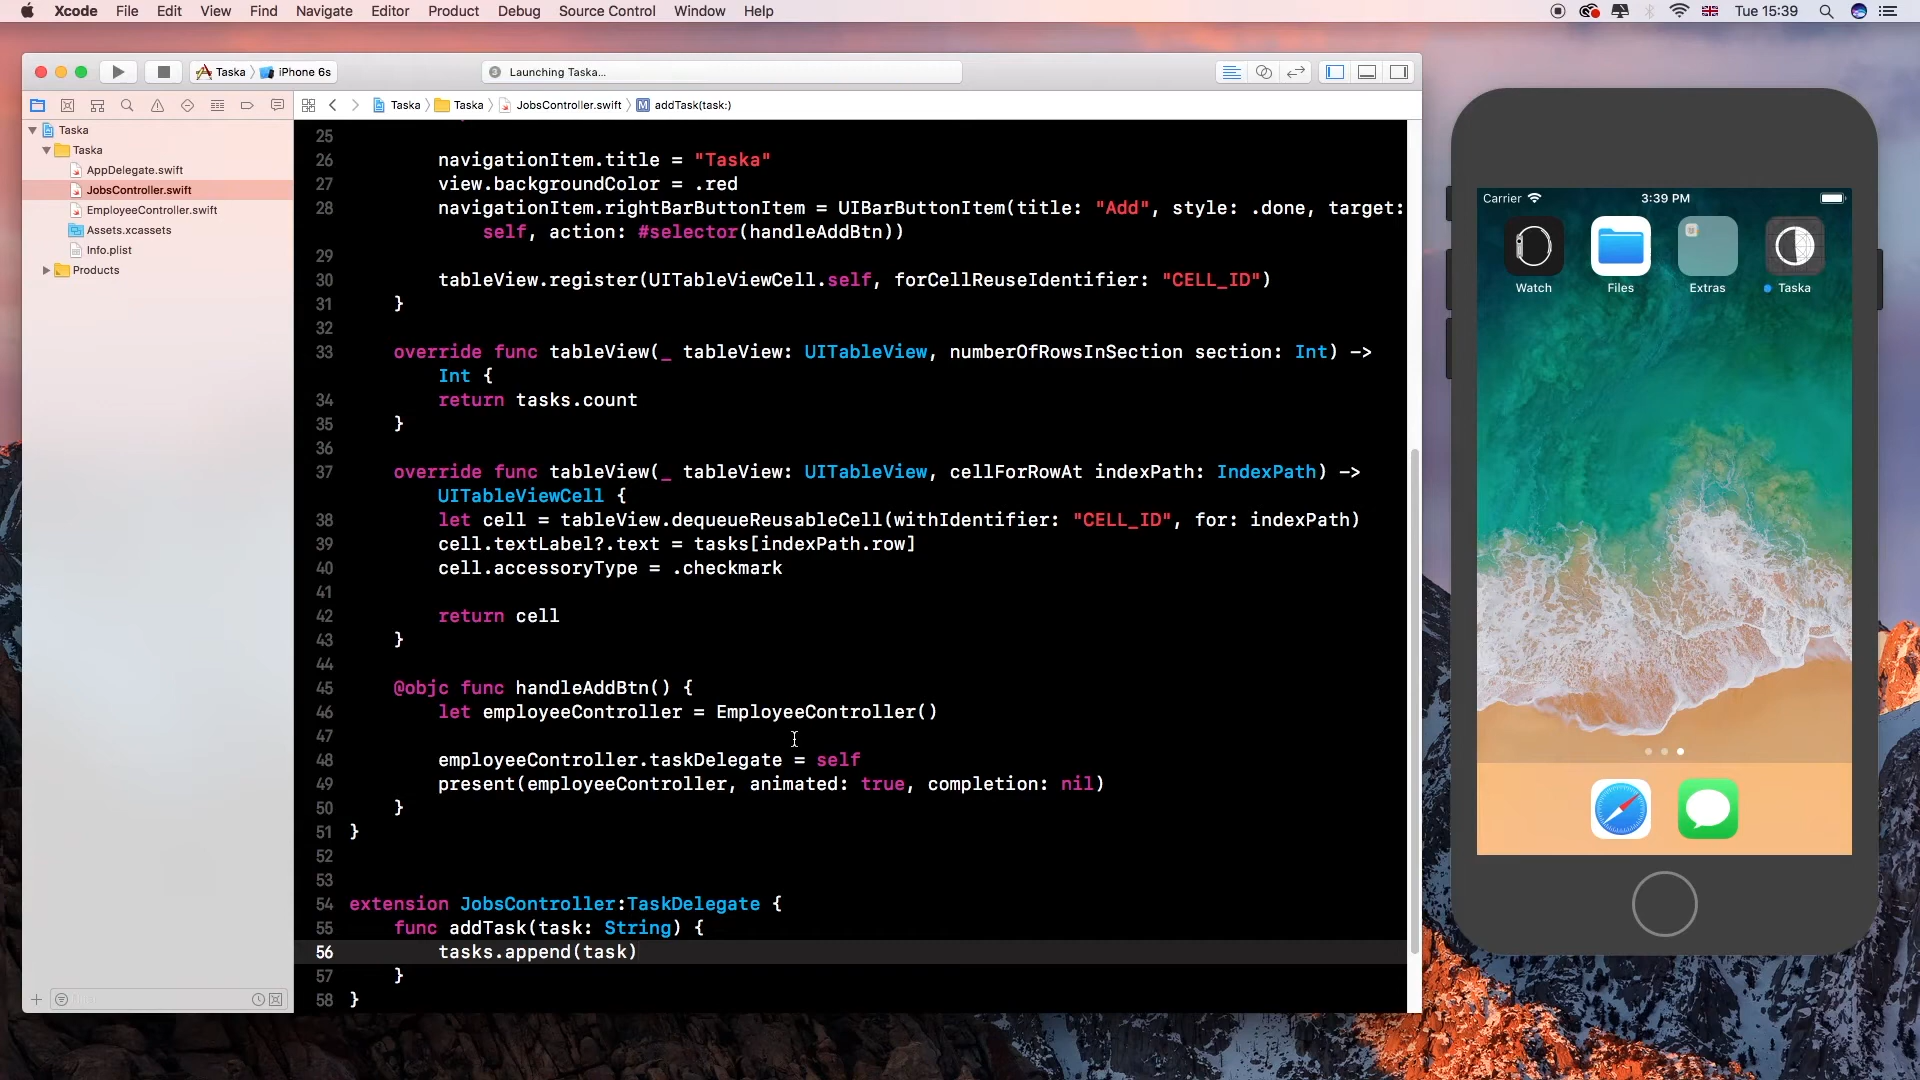 Xcode File Edit View Find Navigate Editor Product Debug Source Control Window Help Tue 15:39
Taska iPhone 6s 3 Launching Taska...
Taska Taska JobsController.swift M addTask(task:)
Taska
Taska
AppDelegate.swift
JobsController.swift
EmployeeController.swift
Assets.xcassets
Info.plist
Products
25
26 navigationItem.title = "Taska"
27 view.backgroundColor = .red
28 navigationItem.rightBarButtonItem = UIBarButtonItem(title: "Add", style: .done, target:
self, action: #selector(handleAddBtn))
29
30 tableView.register(UITableViewCell.self, forCellReuseIdentifier: "CELL_ID")
31 }
32
33 override func tableView(_ tableView: UITableView, numberOfRowsInSection section: Int) ->
Int {
34 return tasks.count
35 }
36
37 override func tableView(_ tableView: UITableView, cellForRowAt indexPath: IndexPath) ->
UITableViewCell {
38 let cell = tableView.dequeueReusableCell(withIdentifier: "CELL_ID", for: indexPath)
39 cell.textLabel?.text = tasks[indexPath.row]
40 cell.accessoryType = .checkmark
41
42 return cell
43 }
44
45 @objc func handleAddBtn() {
46 let employeeController = EmployeeController()
47
48 employeeController.taskDelegate = self
49 present(employeeController, animated: true, completion: nil)
50 }
51 }
52
53
54 extension JobsController:TaskDelegate {
55 func addTask(task: String) {
56 tasks.append(task)
57 }
58 }
Carrier 3:39 PM
Watch Files Extras Taska